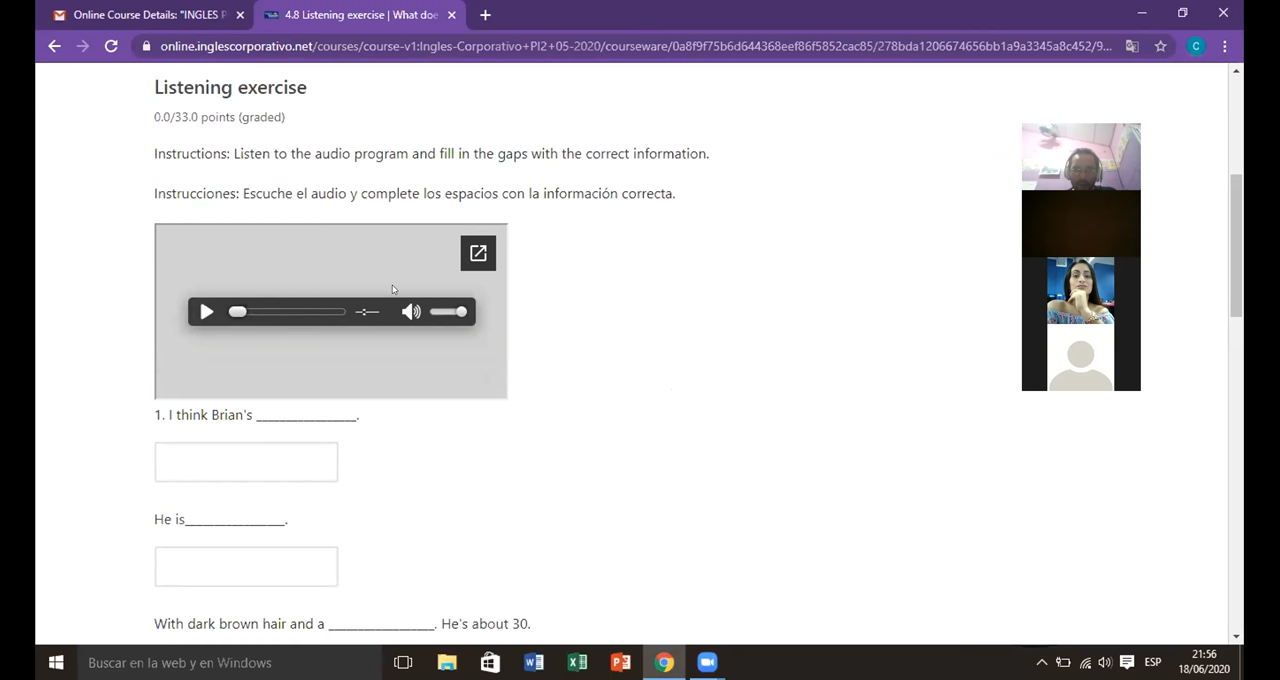 Online Course Details: "INGLES P
4.8 Listening exercise | What doe
online.inglescorporativo.net/courses/course-v1:Ingles-Corporativo+PI2+05-2020/courseware/0a8f9f75b6d644368eef86f5852cac85/278bda1206674656bb1a9a3345a8c452/9...
C
Listening exercise
0.0/33.0 points (graded)
Instructions: Listen to the audio program and fill in the gaps with the correct information.
Instrucciones: Escuche el audio y complete los espacios con la información correcta.
-:-
1. I think Brian's ________________.
He is________________.
With dark brown hair and a _________________. He's about 30.
Buscar en la web y en Windows
ESP
21:56
18/06/2020